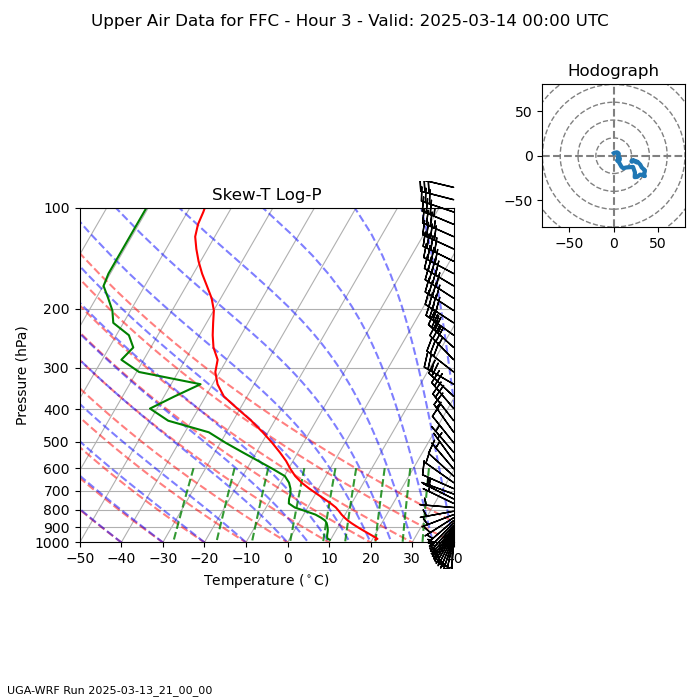 Upper Air Data for FFC - Hour 3 - Valid: 2025-03-14 00:00 UTC
Hodograph
50
0
−50
−50 0 50
Skew-T Log-P
100
200
300
400
500
600
700
800
900
1000
Pressure (hPa)
−50 −40 −30 −20 −10 0 10 20 30 40
Temperature (°C)
UGA-WRF Run 2025-03-13_21_00_00